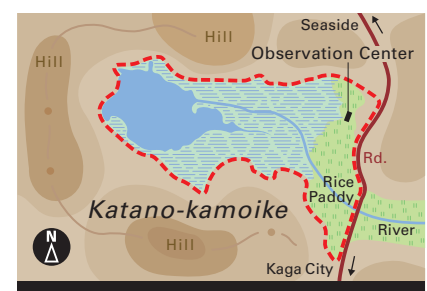 Seaside
Hill
Observation Center
Hill
Rd.
Rice
Paddy
Katano-kamoike
River
N
Hill
Kaga City